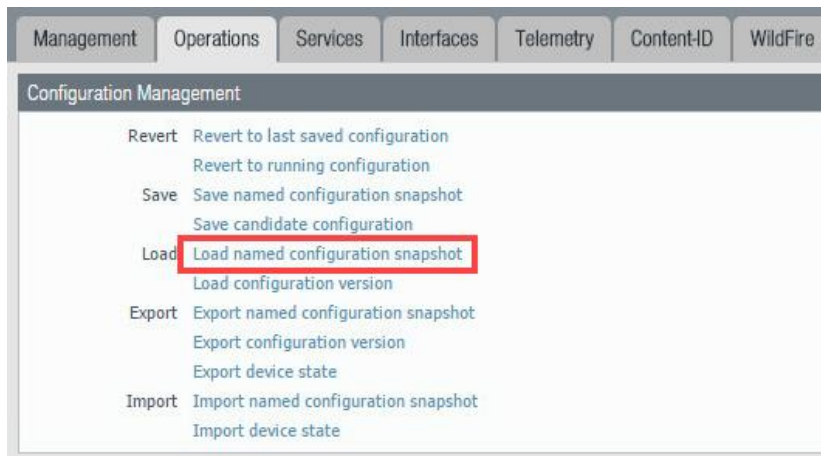 Management Operations Services Interfaces Telemetry Content-ID WildFire
Configuration Management
Revert Revert to last saved configuration
Revert to running configuration
Save Save named configuration snapshot
Save candidate configuration
Load Load named configuration snapshot
Load configuration version
Export Export named configuration snapshot
Export configuration version
Export device state
Import Import named configuration snapshot
Import device state